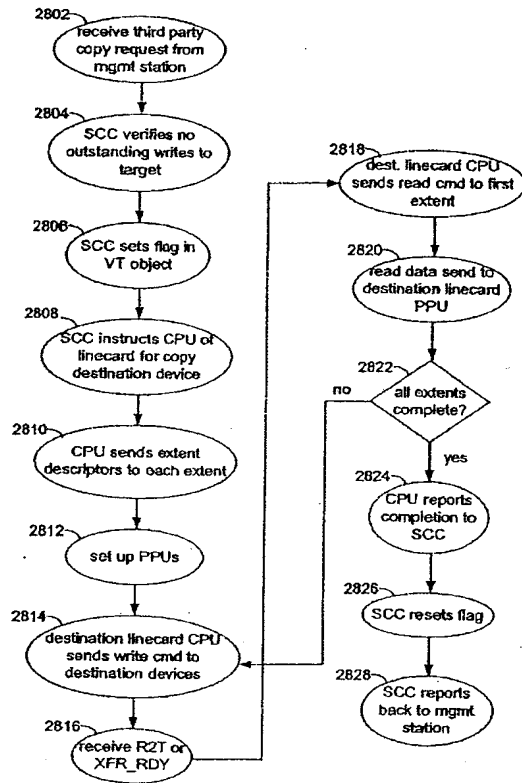 2802
receive third party
copy request from
mgmt station
2804
SCC verifies no
outstanding writes to
target
2806
SCC sets flag in
VT object
2808
SCC instructs CPU of
linecard for copy
destination device
2810
CPU sends extent
descriptors to each extent
2812
set up PPUs
2814
destination linecard CPU
sends write cmd to
destination devices
2816
receive R2T or
XFR_RDY
2818
dest. linecard CPU
sends read cmd to first
extent
2820
read data send to
destination linecard
PPU
2822
no
all extents
complete?
yes
2824
CPU reports
completion to
SCC
2826
SCC resets flag
2828
SCC reports
back to mgmt
station